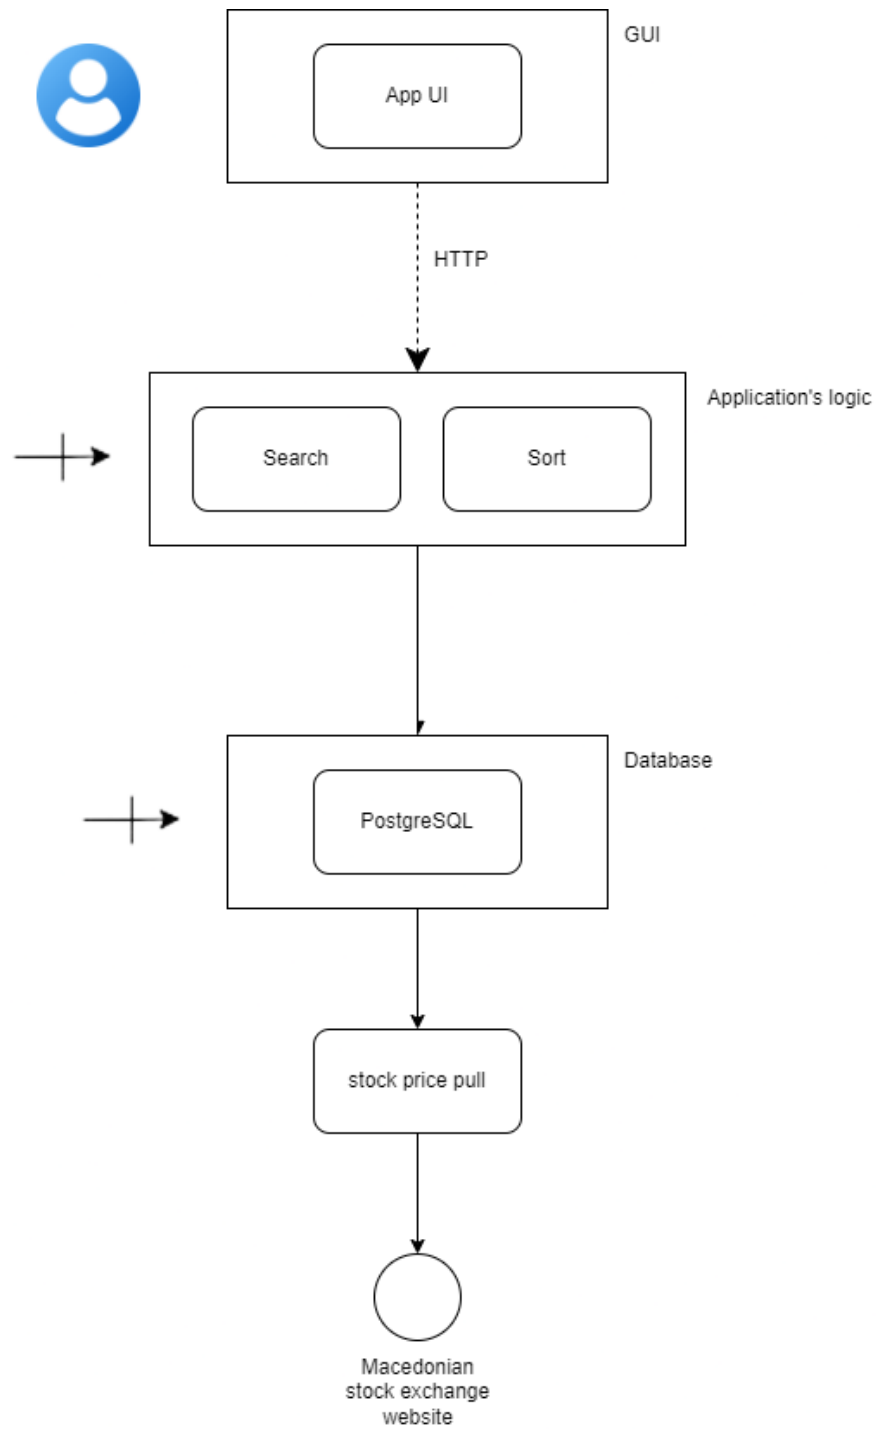 GUI
App UI
HTTP
Application's logic
Search
Sort
Database
PostgreSQL
stock price pull
Macedonian
stock exchange
website